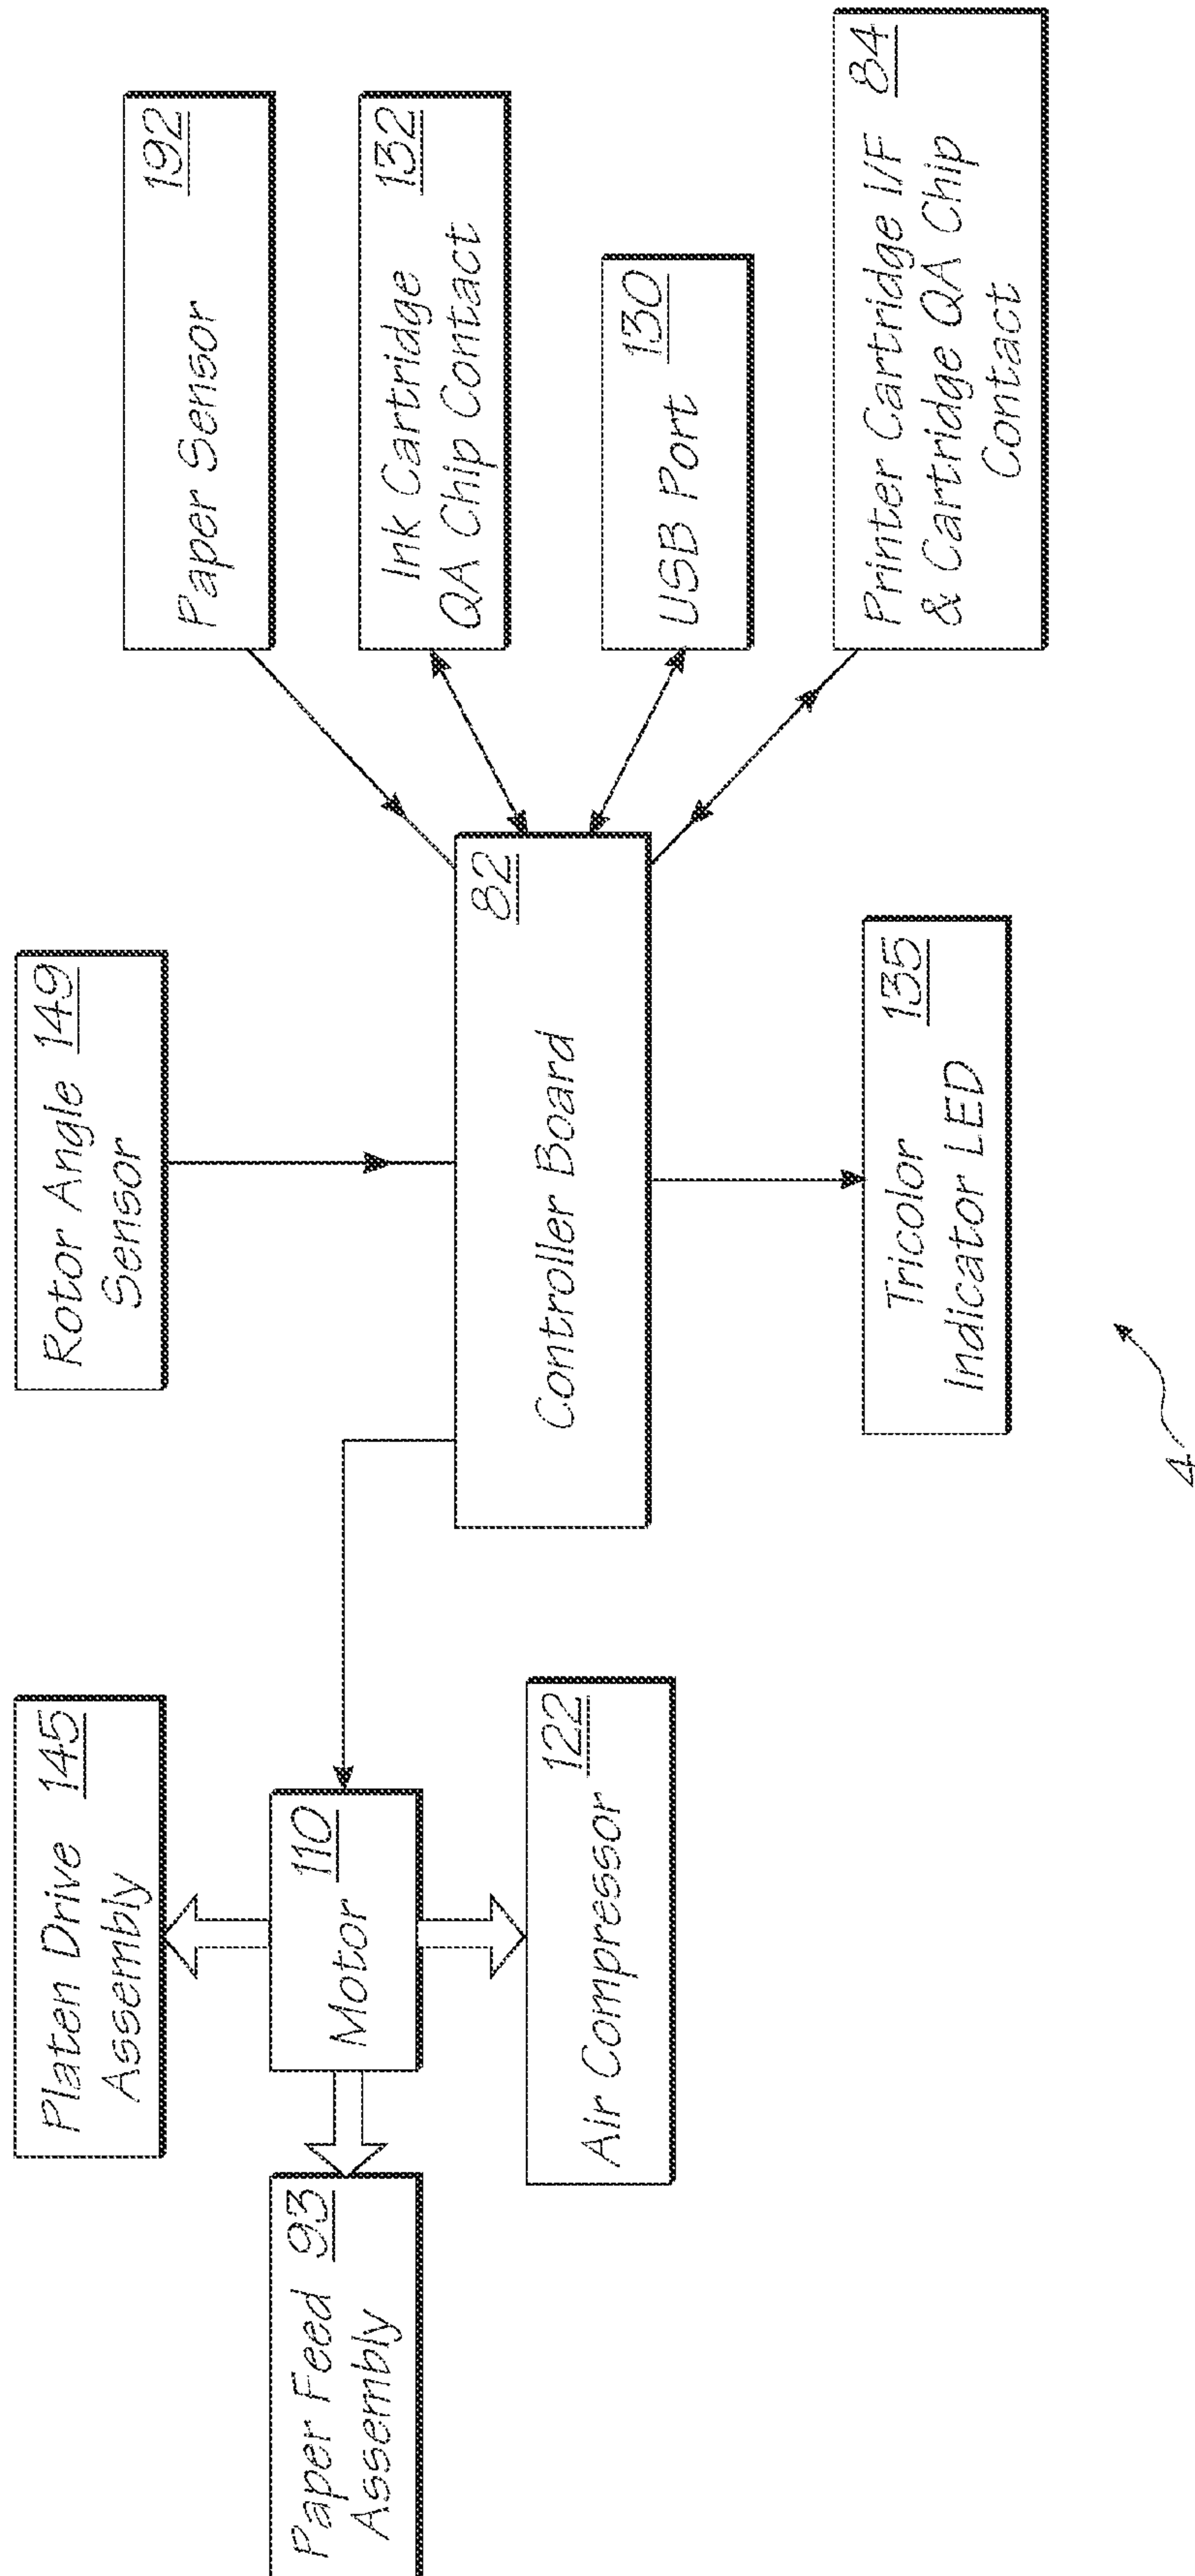 Paper Feed 93
Assembly
Platen Drive 145
Assembly
110
Motor
122
Air Compressor
Rotor Angle 149
Sensor
82
Controller Board
135
Tricolor
Indicator LED
192
Paper Sensor
Ink Cartridge 132
QA Chip Contact
130
USB Port
Printer Cartridge I/F 84
& Cartridge QA Chip
Contact
4